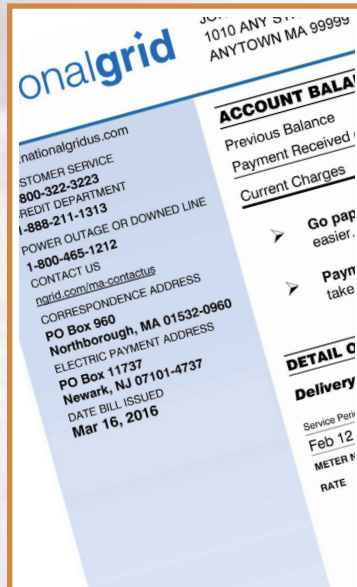 onalgrid
1010 ANY
ANYTOWN MA 99999
.nationalgridus.com
STOMER SERVICE
800-322-3223
REDIT DEPARTMENT
1-888-211-1313
POWER OUTAGE OR DOWNED LINE
1-800-465-1212
CONTACT US
ngrid.com/ma-contactus
CORRESPONDENCE ADDRESS
PO Box 960
Northborough, MA 01532-0960
ELECTRIC PAYMENT ADDRESS
PO Box 11737
Newark, NJ 07101-4737
DATE BILL ISSUED
Mar 16, 2016
ACCOUNT BALA
Previous Balance
Payment Received
Current Charges
Go pap
easier.
Paym
take
DETAIL O
Delivery
Service Peri
Feb 12
METER N
RATE